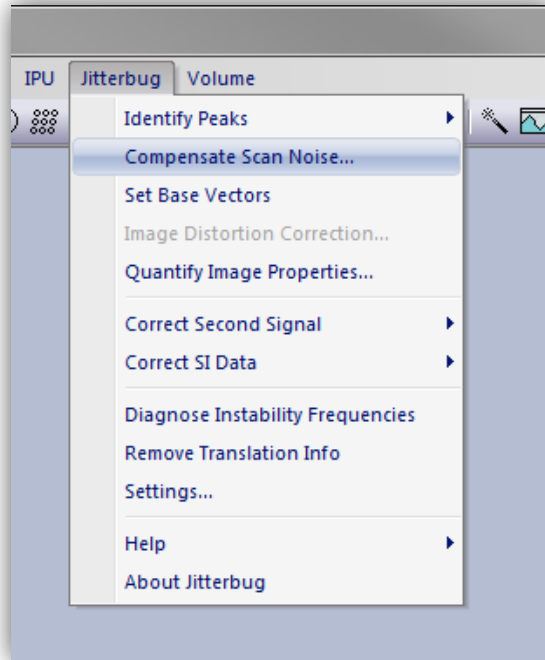 IPU Jitterbug Volume
Identify Peaks
Compensate Scan Noise...
Set Base Vectors
Image Distortion Correction...
Quantify Image Properties...
Correct Second Signal
Correct SI Data
Diagnose Instability Frequencies
Remove Translation Info
Settings...
Help
About Jitterbug